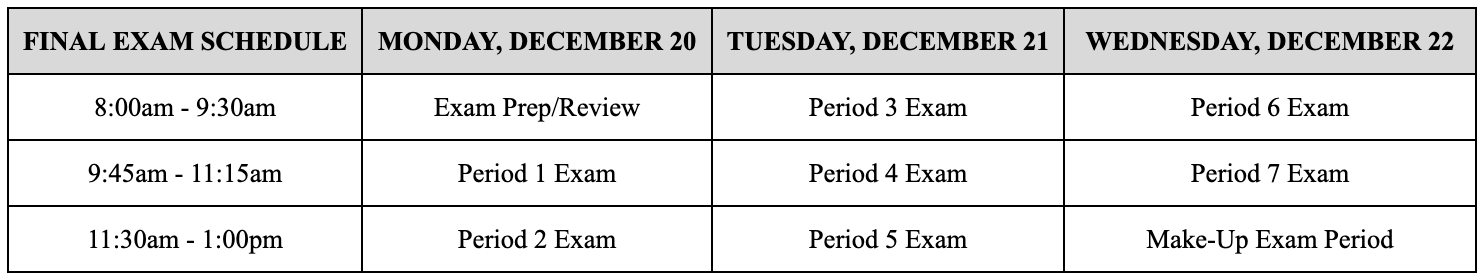 FINAL EXAM SCHEDULE MONDAY, DECEMBER 20 TUESDAY, DECEMBER 21 WEDNESDAY, DECEMBER 22
8:00am - 9:30am Exam Prep/Review Period 3 Exam Period 6 Exam
9:45am - 11:15am Period 1 Exam Period 4 Exam Period 7 Exam
11:30am - 1:00pm Period 2 Exam Period 5 Exam Make-Up Exam Period